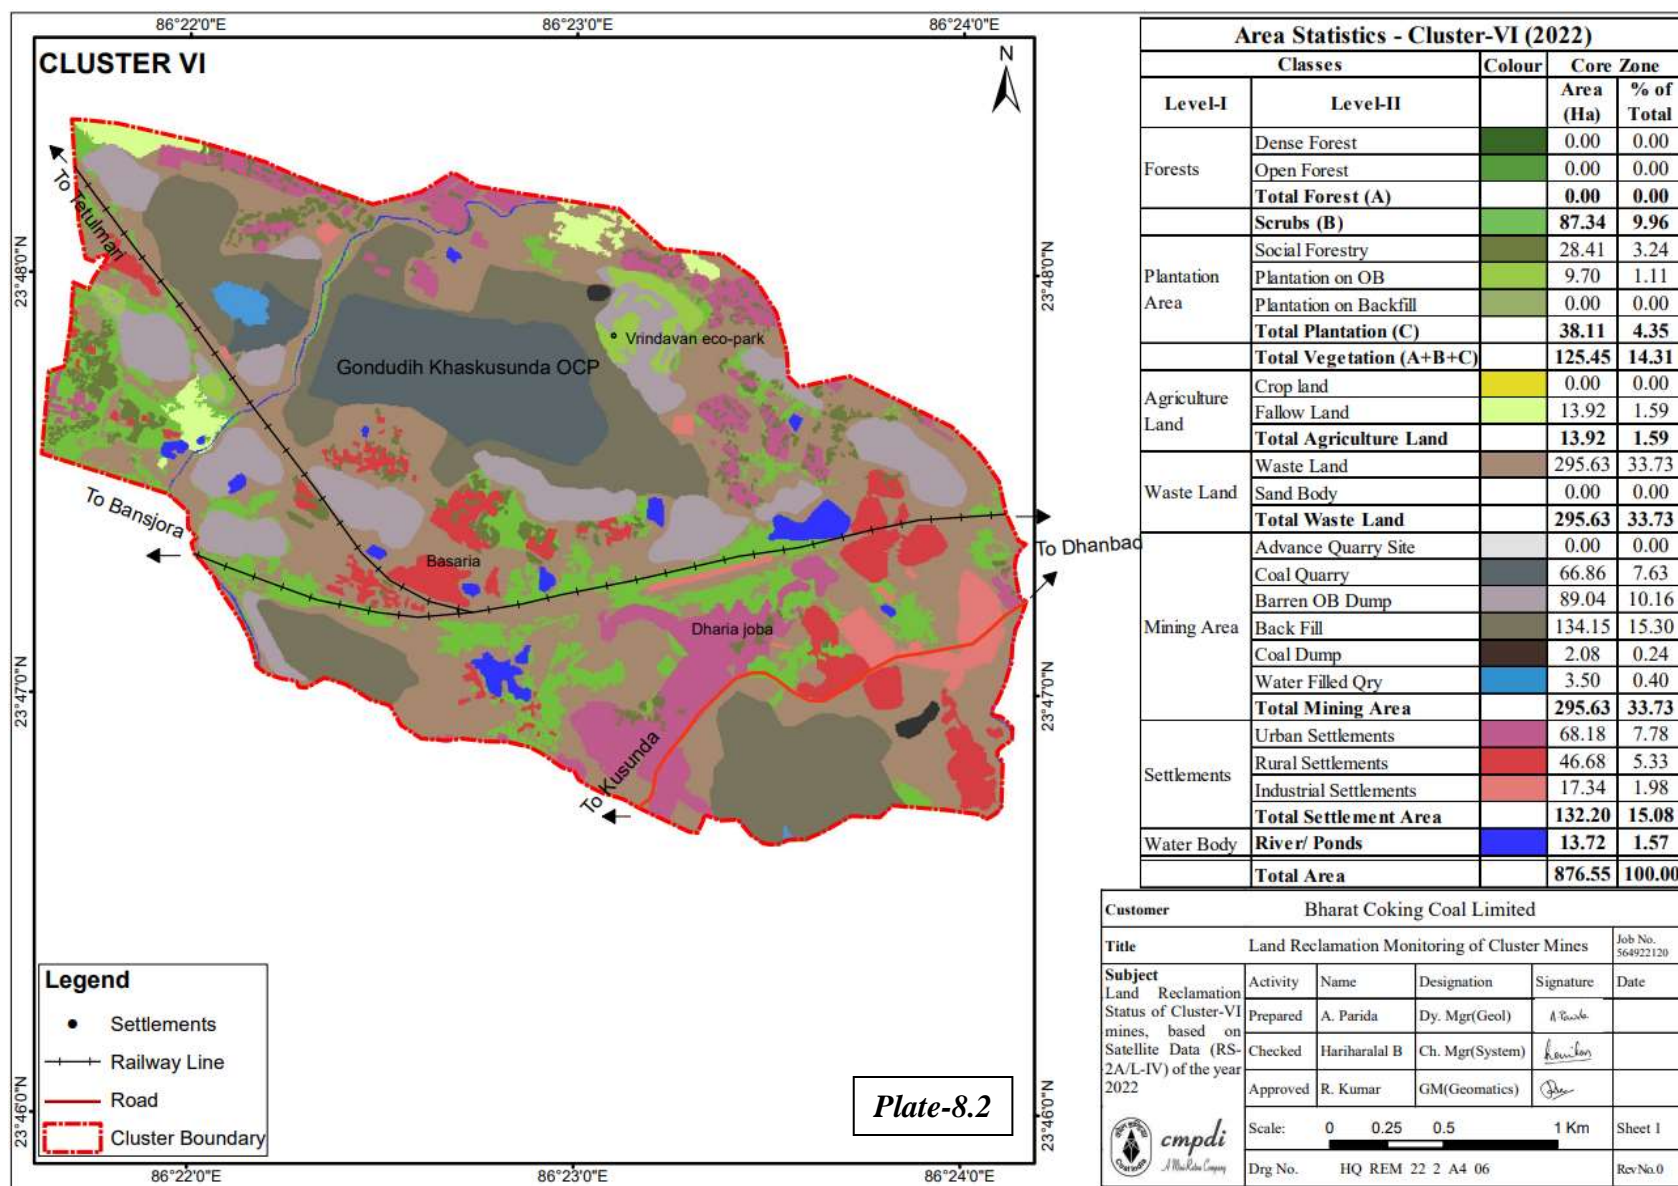 86°22'0"E 86°23'0"E 86°24'0"E
CLUSTER VI
N
23°48'0"N
23°48'0"N
23°47'0"N
23°47'0"N
23°46'0"N
23°46'0"N
To Tetulmari
Vrindavan eco-park
Gondudih Khaskusunda OCP
To Bansjora
Basaria
To Dhanbad
Dharia joba
To Kusunda
Legend
Settlements
Railway Line
Road
Cluster Boundary
Plate-8.2
86°22'0"E 86°23'0"E 86°24'0"E
Area Statistics - Cluster-VI (2022)
Classes Colour Core Zone
Level-I Level-II Area (Ha) % of Total
Forests
Dense Forest 0.00 0.00
Open Forest 0.00 0.00
Total Forest (A) 0.00 0.00
Scrubs (B) 87.34 9.96
Plantation Area
Social Forestry 28.41 3.24
Plantation on OB 9.70 1.11
Plantation on Backfill 0.00 0.00
Total Plantation (C) 38.11 4.35
Total Vegetation (A+B+C) 125.45 14.31
Agriculture Land
Crop land 0.00 0.00
Fallow Land 13.92 1.59
Total Agriculture Land 13.92 1.59
Waste Land
Waste Land 295.63 33.73
Sand Body 0.00 0.00
Total Waste Land 295.63 33.73
Mining Area
Advance Quarry Site 0.00 0.00
Coal Quarry 66.86 7.63
Barren OB Dump 89.04 10.16
Back Fill 134.15 15.30
Coal Dump 2.08 0.24
Water Filled Qry 3.50 0.40
Total Mining Area 295.63 33.73
Settlements
Urban Settlements 68.18 7.78
Rural Settlements 46.68 5.33
Industrial Settlements 17.34 1.98
Total Settlement Area 132.20 15.08
Water Body River/ Ponds 13.72 1.57
Total Area 876.55 100.00
Customer Bharat Coking Coal Limited
Title Land Reclamation Monitoring of Cluster Mines Job No. 564922120
Subject
Land Reclamation
Status of Cluster-VI
mines, based on
Satellite Data (RS-
2A/L-IV) of the year
2022
Activity Name Designation Signature Date
Prepared A. Parida Dy. Mgr(Geol)
Checked Hariharalal B Ch. Mgr(System)
Approved R. Kumar GM(Geomatics)
cmpdi
A Mini Ratna Company
Scale: 0 0.25 0.5 1 Km Sheet 1
Drg No. HQ REM 22 2 A4 06 Rev No.0